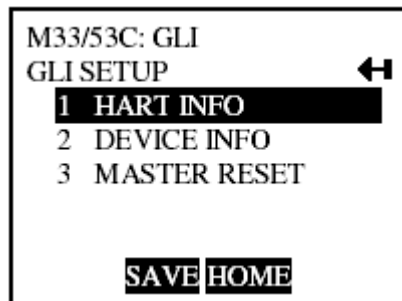 M33/53C: GLI
GLI SETUP
1 HART INFO
2 DEVICE INFO
3 MASTER RESET
SAVE HOME